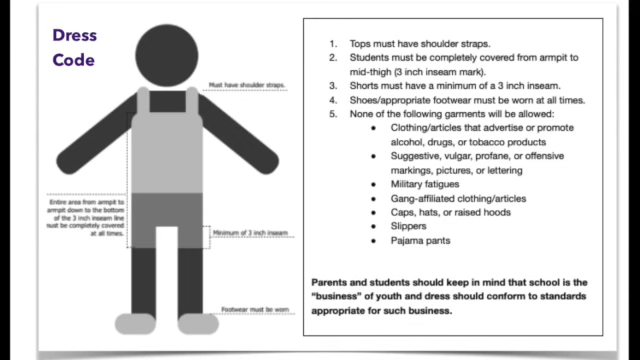 Dress
Code
Must have shoulder straps.
Entire area from armpit to
armpit down to the bottom
of the 3 inch inseam line
must be completely covered
at all times.
Minimum of 3 inch inseam
Footwear must be worn
1. Tops must have shoulder straps.
2. Students must be completely covered from armpit to
mid-thigh (3 inch inseam mark).
3. Shorts must have a minimum of a 3 inch inseam.
4. Shoes/appropriate footwear must be worn at all times.
5. None of the following garments will be allowed:
● Clothing/articles that advertise or promote
alcohol, drugs, or tobacco products
● Suggestive, vulgar, profane, or offensive
markings, pictures, or lettering
● Military fatigues
● Gang-affiliated clothing/articles
● Caps, hats, or raised hoods
● Slippers
● Pajama pants
Parents and students should keep in mind that school is the
“business” of youth and dress should conform to standards
appropriate for such business.